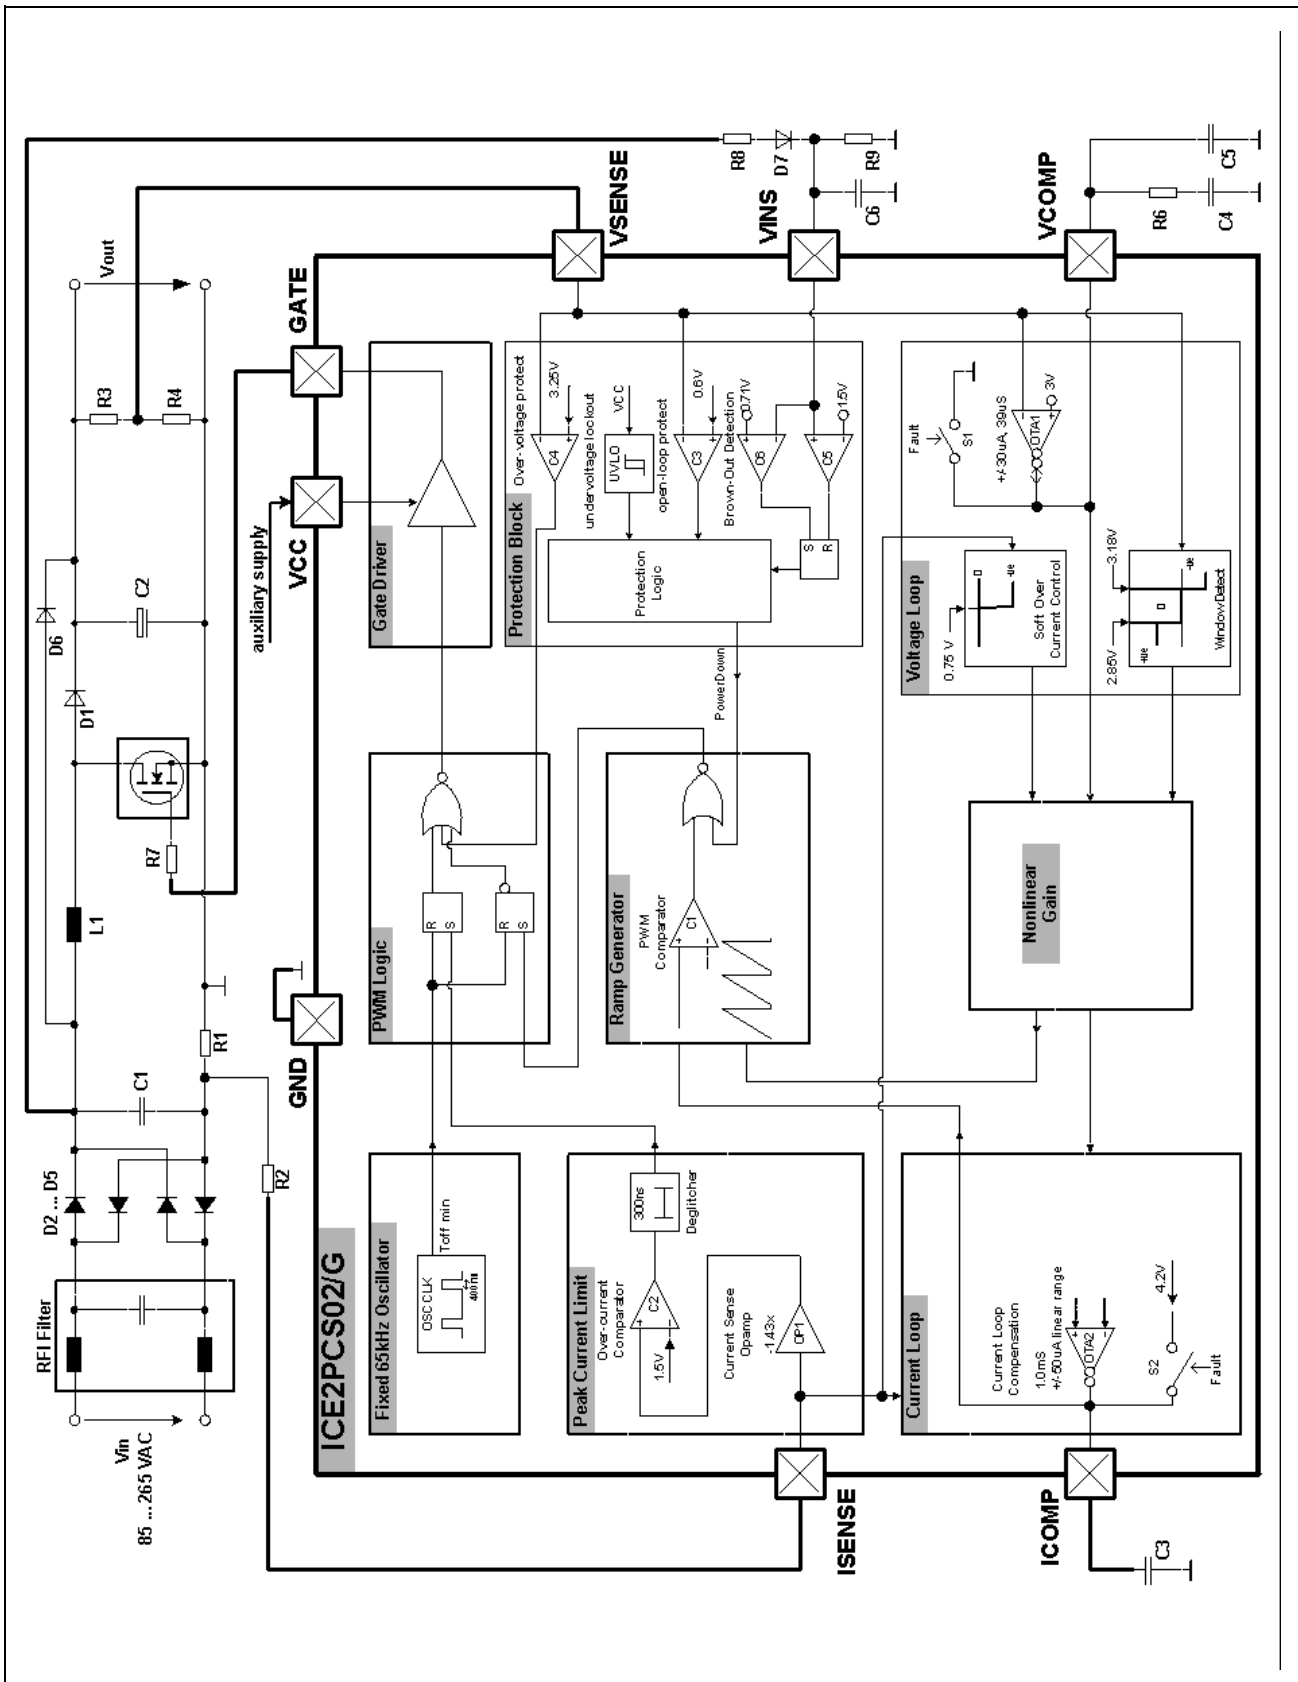 RFI Filter
Vin
85 ... 265 VAC
D2 ... D5
C1
R1
R2
L1
R7
D1
D6
C2
R3
R4
Vout
GND
auxiliary supply
VCC
GATE
ICE2PCS02/G
Fixed 65kHz Oscillator
OSC CLK
400ns
Toff min
PWM Logic
R
S
R
S
Gate Driver
Peak Current Limit
Over-current
Comparator
1.5V
C2
300ns
Deglitcher
Current Sense
Opamp
-1.43x
OP1
Ramp Generator
PWM
Comparator
C1
Protection Block
Over-voltage protect
C4
3.25V
undervoltage lockout
UVLO
VCC
open-loop protect
C3
0.6V
Brown-Out Detection
C6
0.71V
C5
1.5V
Protection
Logic
S
R
PowerDown
Current Loop
Current Loop
Compensation
1.0mS
+/-50uA linear range
OTA2
S2
4.2V
Fault
Nonlinear
Gain
Voltage Loop
0.75 V
Soft Over
Current Control
-ve
0
2.85V
3.18V
+ve
0
-ve
Window Detect
Fault
S1
+/-30uA, 39uS
OTA1
3V
VSENSE
VINS
VCOMP
R8
D7
R9
C6
R6
C4
C5
ISENSE
ICOMP
C3